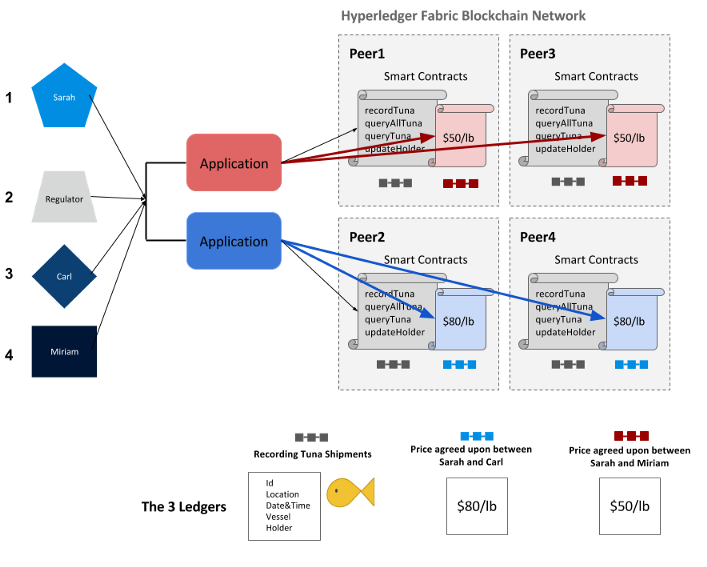 Hyperledger Fabric Blockchain Network
Peer1
Smart Contracts
recordTuna
queryAllTuna
queryTuna
updateHolder
$50/lb
Peer3
Smart Contracts
recordTuna
queryAllTuna
queryTuna
updateHolder
$50/lb
1
Sarah
2
Regulator
3
Carl
4
Miriam
Application
Application
Peer2
Smart Contracts
recordTuna
queryAllTuna
queryTuna
updateHolder
$80/lb
Peer4
Smart Contracts
recordTuna
queryAllTuna
queryTuna
updateHolder
$80/lb
The 3 Ledgers
Recording Tuna Shipments
Id
Location
Date&Time
Vessel
Holder
Price agreed upon between
Sarah and Carl
$80/lb
Price agreed upon between
Sarah and Miriam
$50/lb